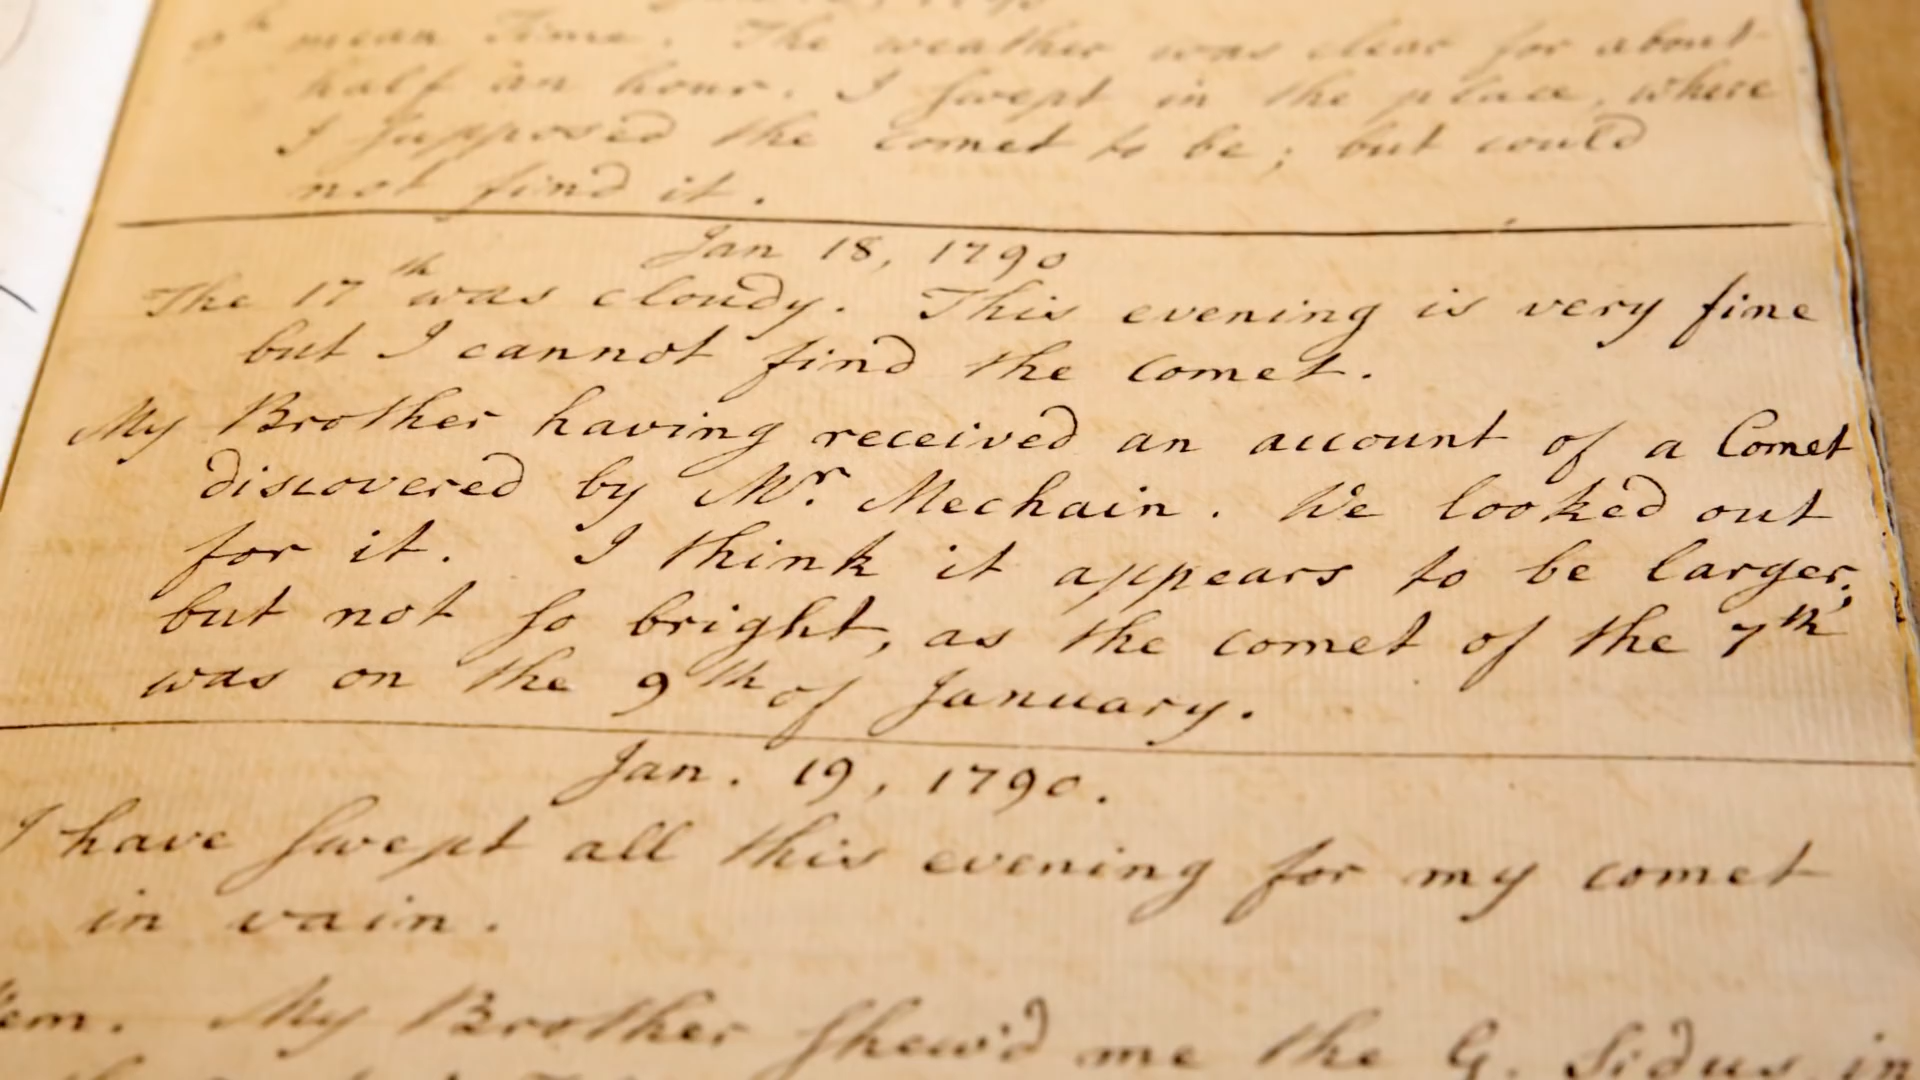 mean Time. The weather was clear for about
half an hour. I swept in the place, where
I supposed the comet to be; but could
not find it.
Jan 18, 1790
The 17th was cloudy. This evening is very fine
but I cannot find the comet.
My Brother having received an account of a Comet
discovered by Mr. Mechain. We looked out
for it. I think it appears to be larger,
but not so bright, as the comet of the 7th
was on the 9th of January.
Jan. 19, 1790.
I have swept all this evening for my comet
in vain.
My Brother shew'd me the G. Sidus in